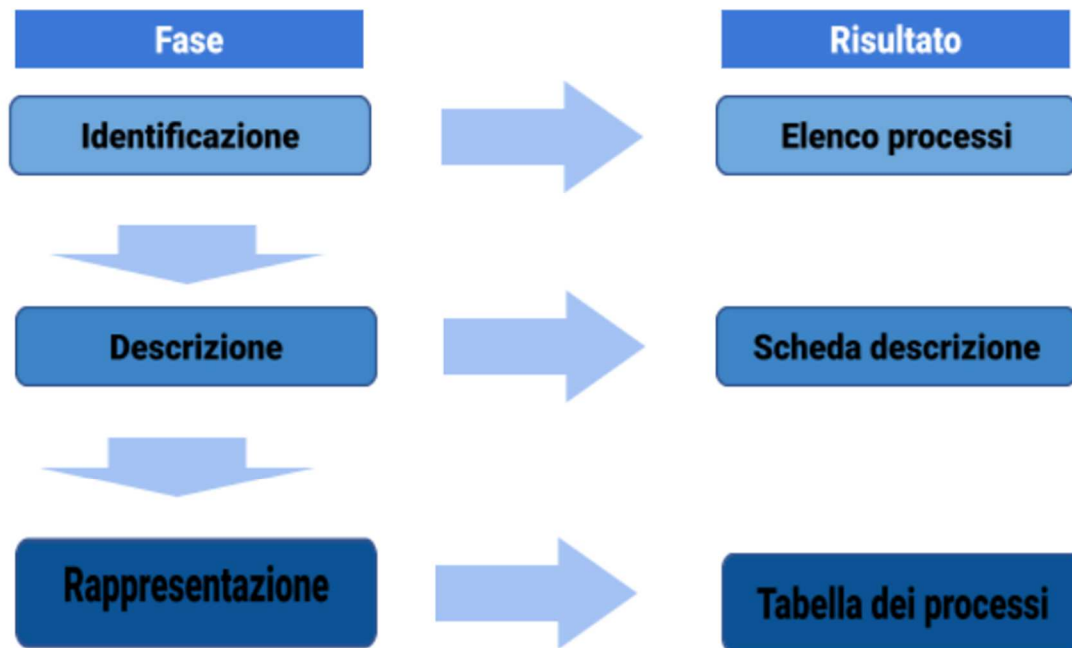 Fase
Risultato
Identificazione
Elenco processi
Descrizione
Scheda descrizione
Rappresentazione
Tabella dei processi